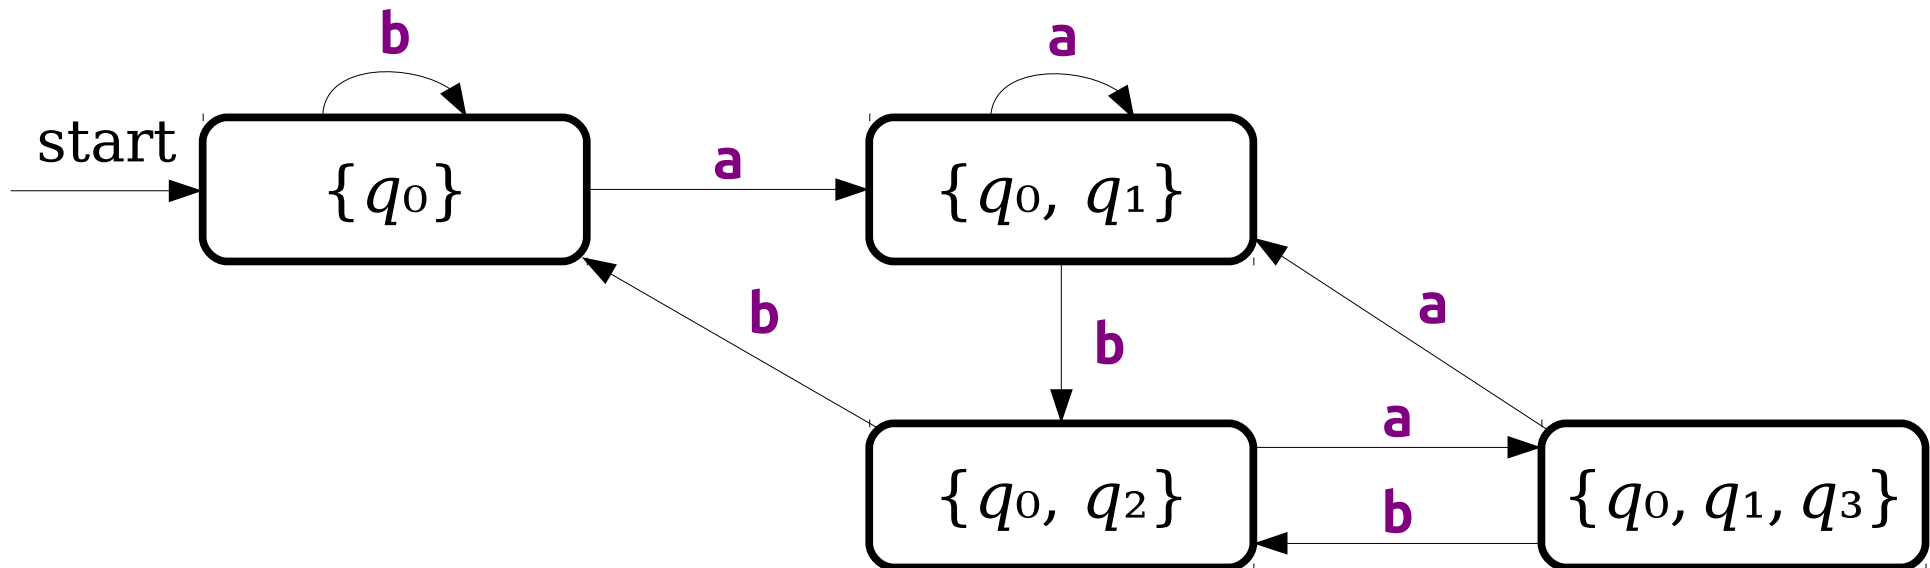 b
a
start
{q₀}
a
{q₀, q₁}
b
b
a
{q₀, q₂}
a
b
{q₀, q₁, q₃}